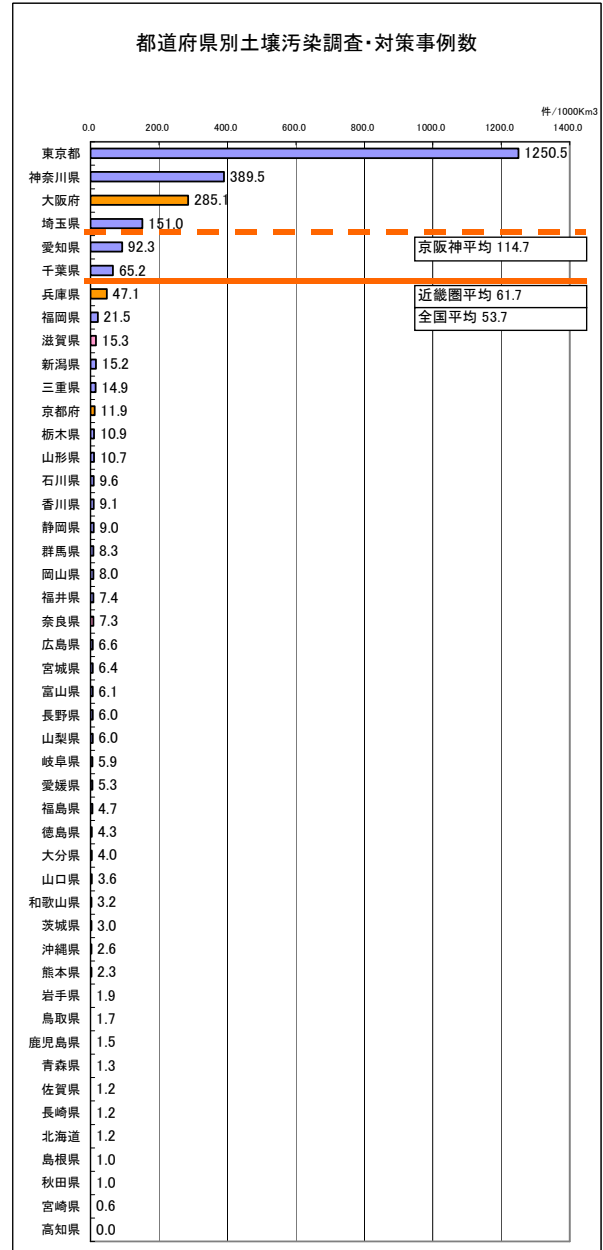 都道府県別土壌汚染調査・対策事例数
件/1000Km3
0.0 200.0 400.0 600.0 800.0 1000.0 1200.0 1400.0
東京都 1250.5
神奈川県 389.5
大阪府 285.1
埼玉県 151.0
愛知県 92.3 京阪神平均 114.7
千葉県 65.2
兵庫県 47.1 近畿圏平均 61.7
福岡県 21.5 全国平均 53.7
滋賀県 15.3
新潟県 15.2
三重県 14.9
京都府 11.9
栃木県 10.9
山形県 10.7
石川県 9.6
香川県 9.1
静岡県 9.0
群馬県 8.3
岡山県 8.0
福井県 7.4
奈良県 7.3
広島県 6.6
宮城県 6.4
富山県 6.1
長野県 6.0
山梨県 6.0
岐阜県 5.9
愛媛県 5.3
福島県 4.7
徳島県 4.3
大分県 4.0
山口県 3.6
和歌山県 3.2
茨城県 3.0
沖縄県 2.6
熊本県 2.3
岩手県 1.9
鳥取県 1.7
鹿児島県 1.5
青森県 1.3
佐賀県 1.2
長崎県 1.2
北海道 1.2
島根県 1.0
秋田県 1.0
宮崎県 0.6
高知県 0.0